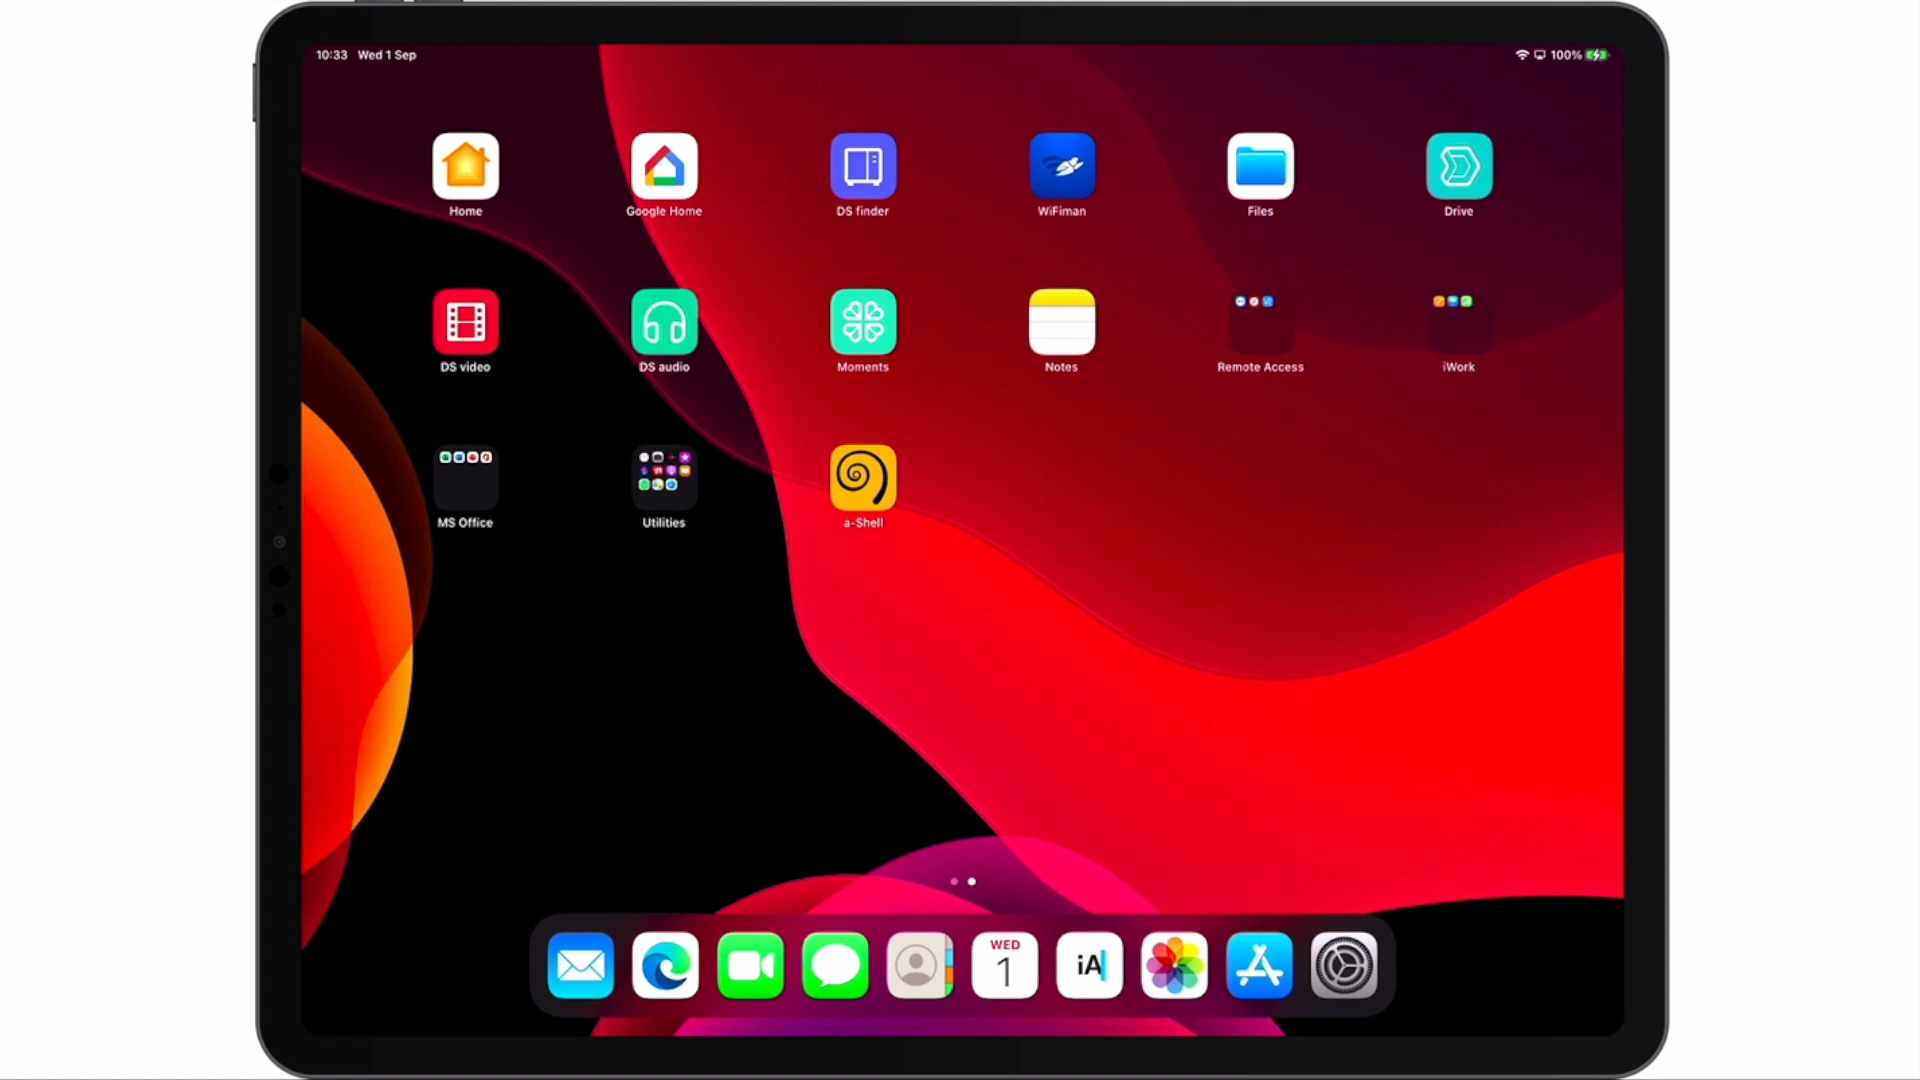 10:33 Wed 1 Sep
100%
Home
Google Home
DS finder
WiFiman
Files
Drive
DS video
DS audio
Moments
Notes
Remote Access
iWork
MS Office
Utilities
a-Shell
WED
1
iA